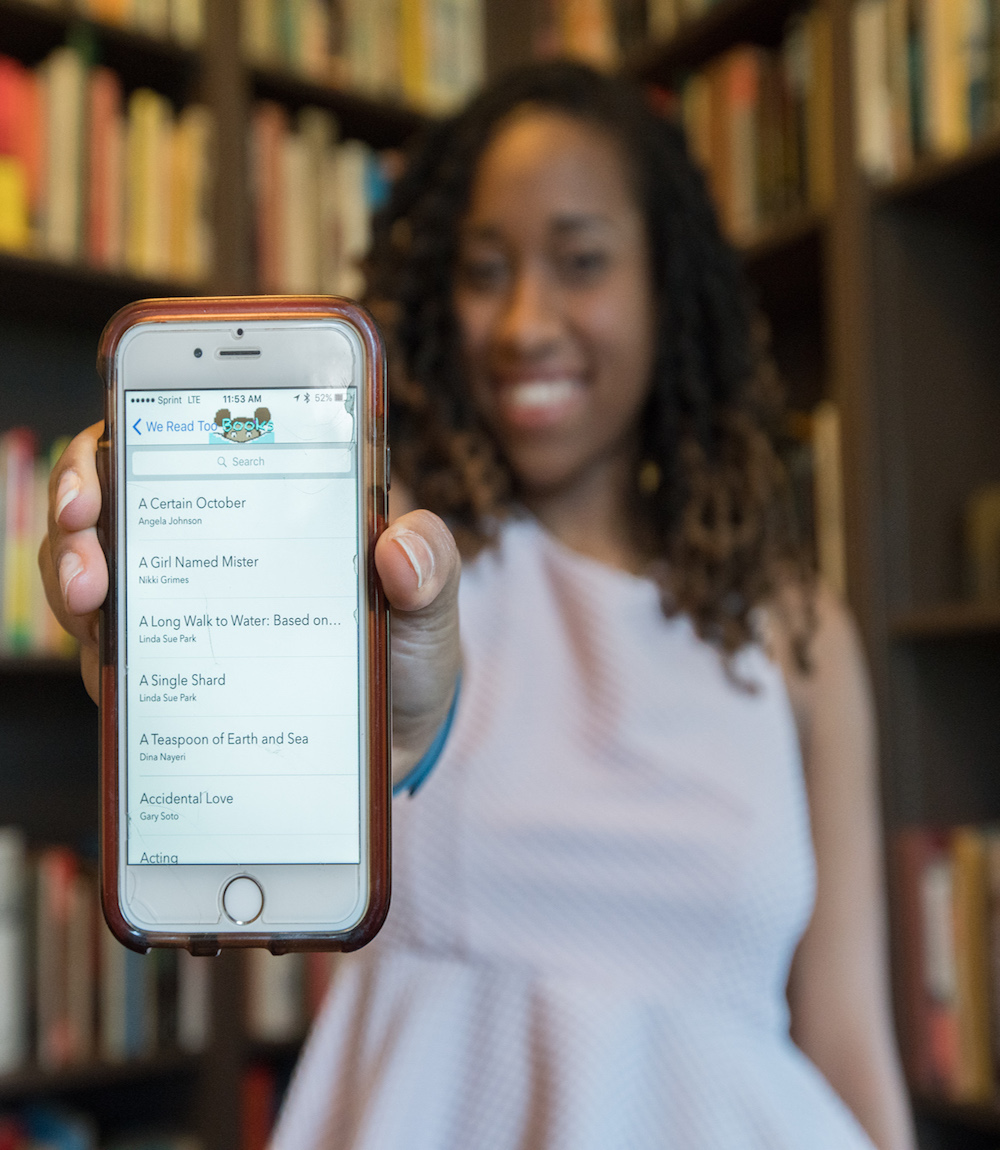 Sprint LTE 11:53 AM 52%
We Read Too Books
Search
A Certain October
Angela Johnson
A Girl Named Mister
Nikki Grimes
A Long Walk to Water: Based on...
Linda Sue Park
A Single Shard
Linda Sue Park
A Teaspoon of Earth and Sea
Dina Nayeri
Accidental Love
Gary Soto
Acting